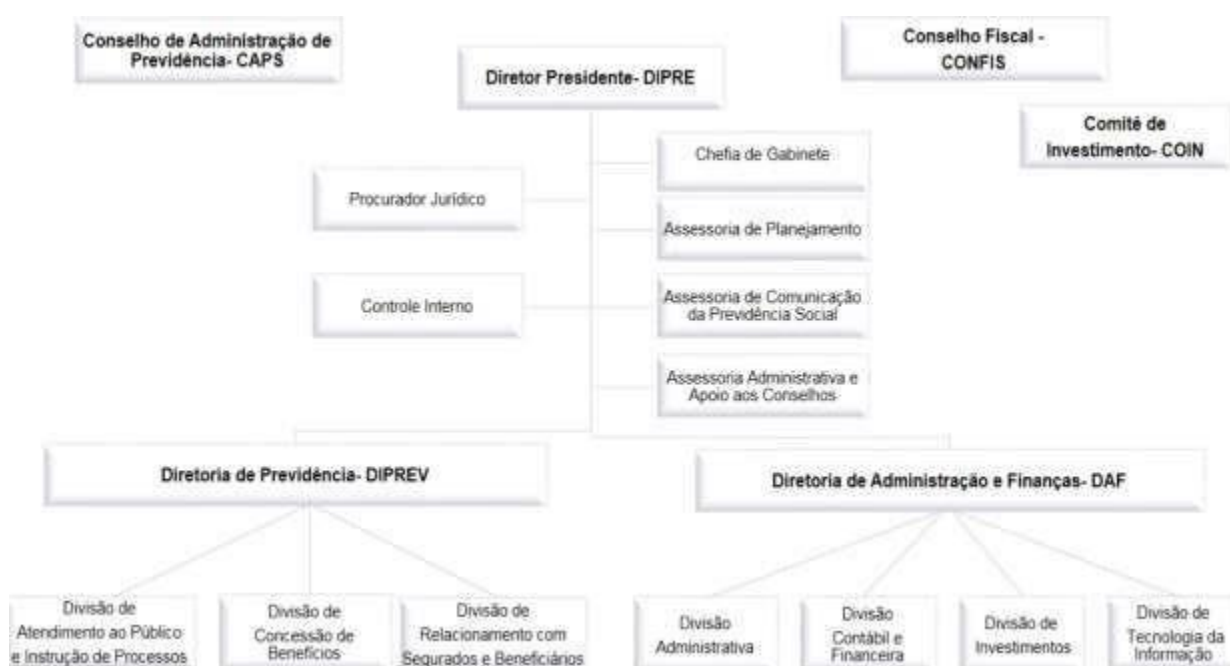 Conselho de Administração de
Previdência- CAPS
Diretor Presidente- DIPRE
Conselho Fiscal -
CONFIS
Comitê de
Investimento- COIN
Chefia de Gabinete
Procurador Jurídico
Assessoria de Planejamento
Controle Interno
Assessoria de Comunicação
da Previdência Social
Assessoria Administrativa e
Apoio aos Conselhos
Diretoria de Previdência- DIPREV
Diretoria de Administração e Finanças- DAF
Divisão de
Atendimento ao Público
e Instrução de Processos
Divisão de
Concessão de
Benefícios
Divisão de
Relacionamento com
Segurados e Beneficiários
Divisão
Administrativa
Divisão
Contábil e
Financeira
Divisão de
Investimentos
Divisão de
Tecnologia da
Informação